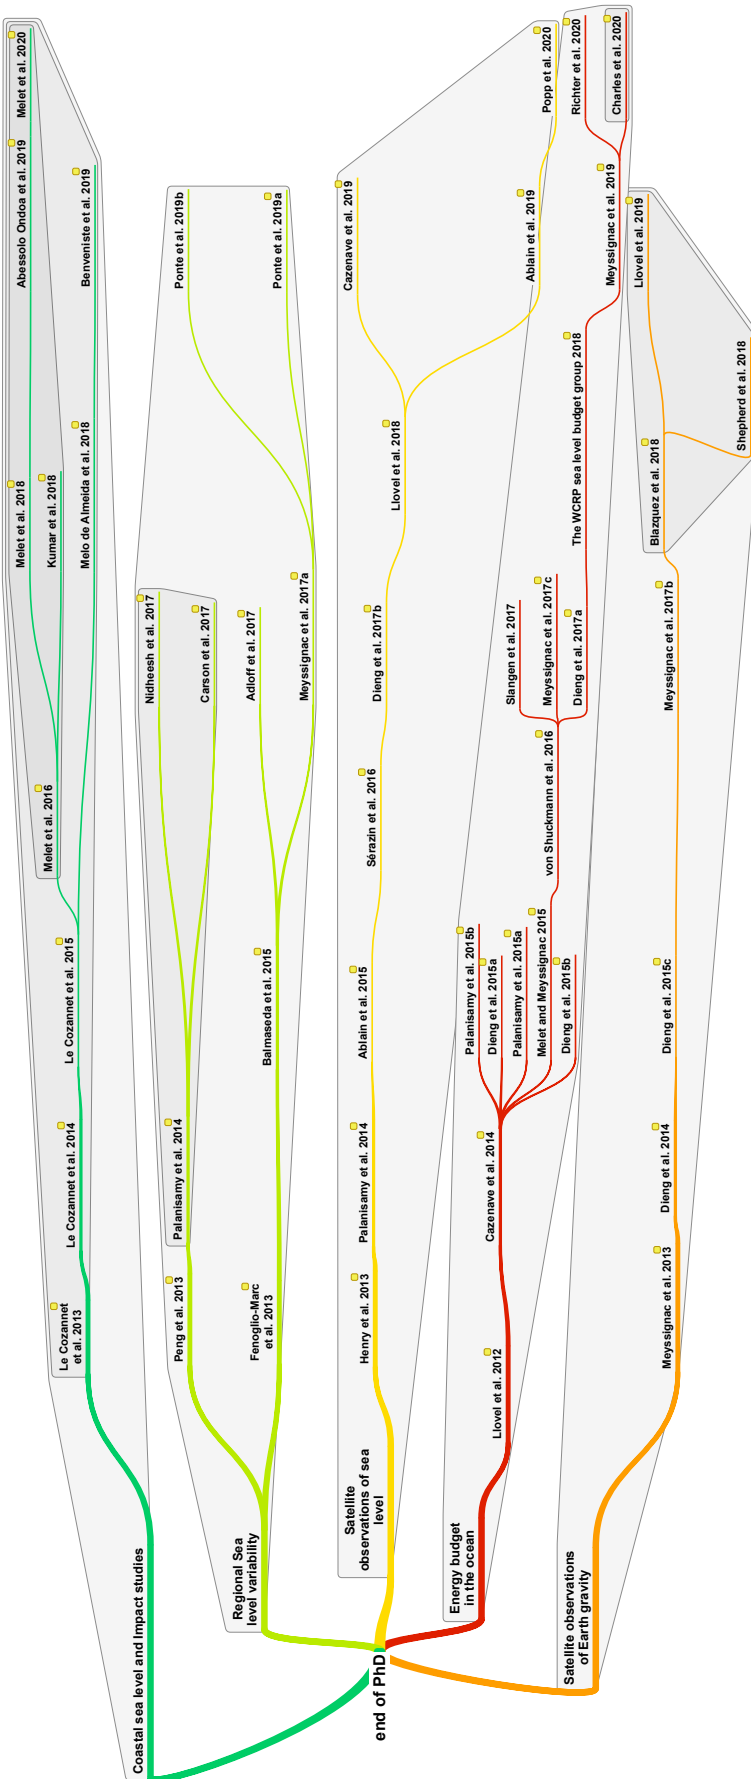 end of PhD
Coastal sea level and Impact studies
Le Cozannet
et al. 2013
Le Cozannet et al. 2014
Le Cozannet et al. 2015
Melet et al. 2016
Melet et al. 2018
Abessolo Ondoa et al. 2019
Melet et al. 2020
Kumar et al. 2018
Melo de Almeida et al. 2018
Benveniste et al. 2019
Regional Sea
level variability
Peng et al. 2013
Palanisamy et al. 2014
Nidheesh et al. 2017
Carson et al. 2017
Fenoglio-Marc
et al. 2013
Balmaseda et al. 2015
Adloff et al. 2017
Meyssignac et al. 2017a
Ponte et al. 2019b
Ponte et al. 2019a
Satellite
observations of sea
level
Henry et al. 2013
Palanisamy et al. 2014
Ablain et al. 2015
Sérazin et al. 2016
Dieng et al. 2017b
Llovel et al. 2018
Cazenave et al. 2019
Ablain et al. 2019
Popp et al. 2020
Energy budget
in the ocean
Llovel et al. 2012
Cazenave et al. 2014
Palanisamy et al. 2015b
Dieng et al. 2015a
Palanisamy et al. 2015a
Melet and Meyssignac 2015
Dieng et al. 2015b
von Shuckmann et al. 2016
Slangen et al. 2017
Meyssignac et al. 2017c
Dieng et al. 2017a
The WCRP sea level budget group 2018
Meyssignac et al. 2019
Richter et al. 2020
Charles et al. 2020
Satellite observations
of Earth gravity
Meyssignac et al. 2013
Dieng et al. 2014
Dieng et al. 2015c
Meyssignac et al. 2017b
Blazquez et al. 2018
Llovel et al. 2019
Shepherd et al. 2018